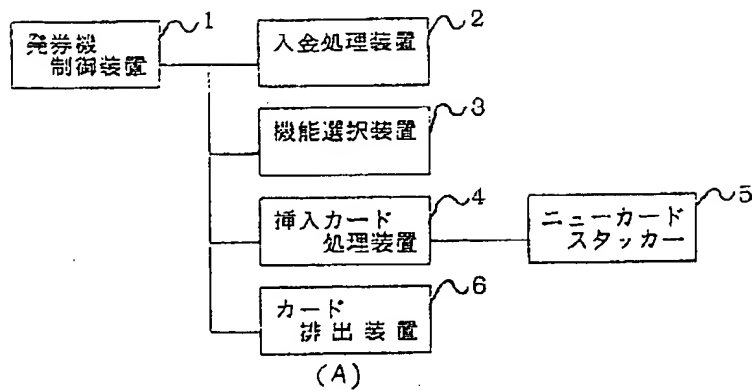 発券機
制御装置
1
入金処理装置
2
機能選択装置
3
挿入カード
処理装置
4
ニューカード
スタッカー
5
カード
排出装置
6
(A)